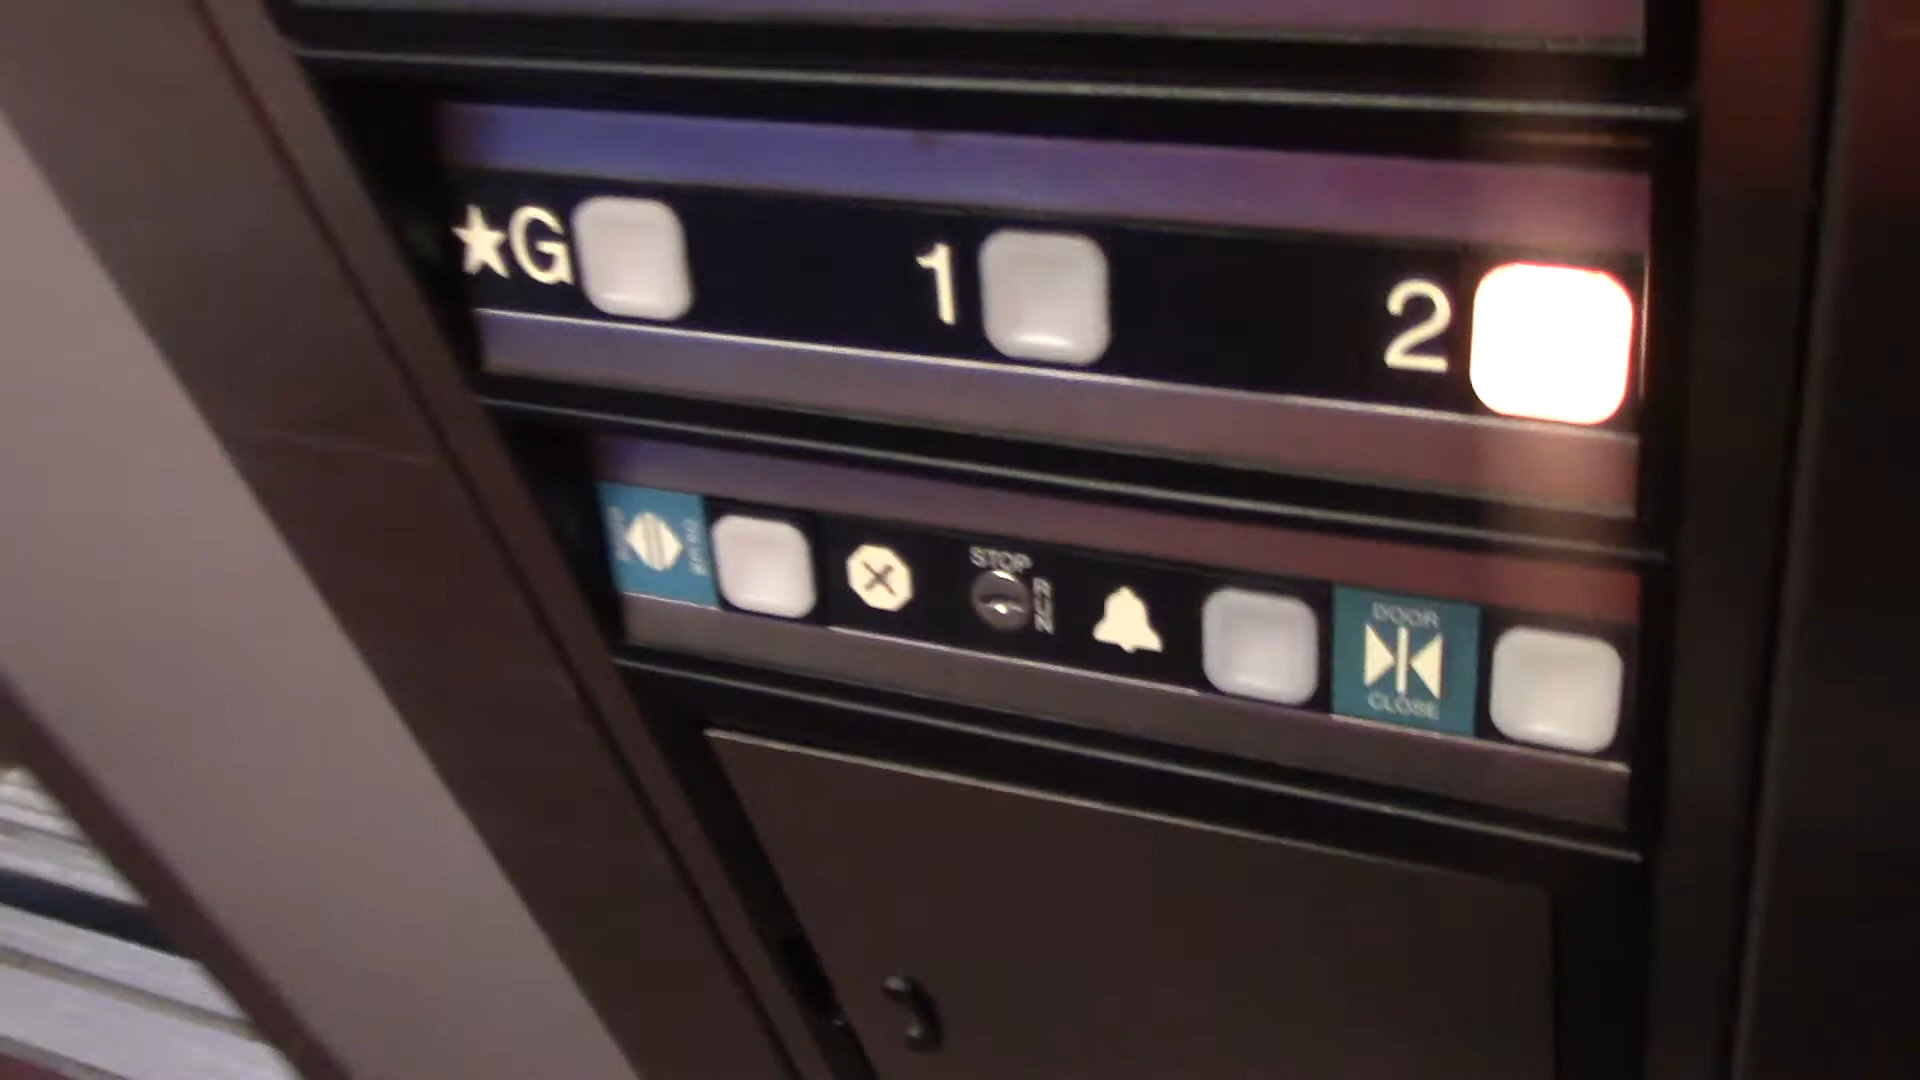 ★G 1 2
STOP
RUN
DOOR
CLOSE